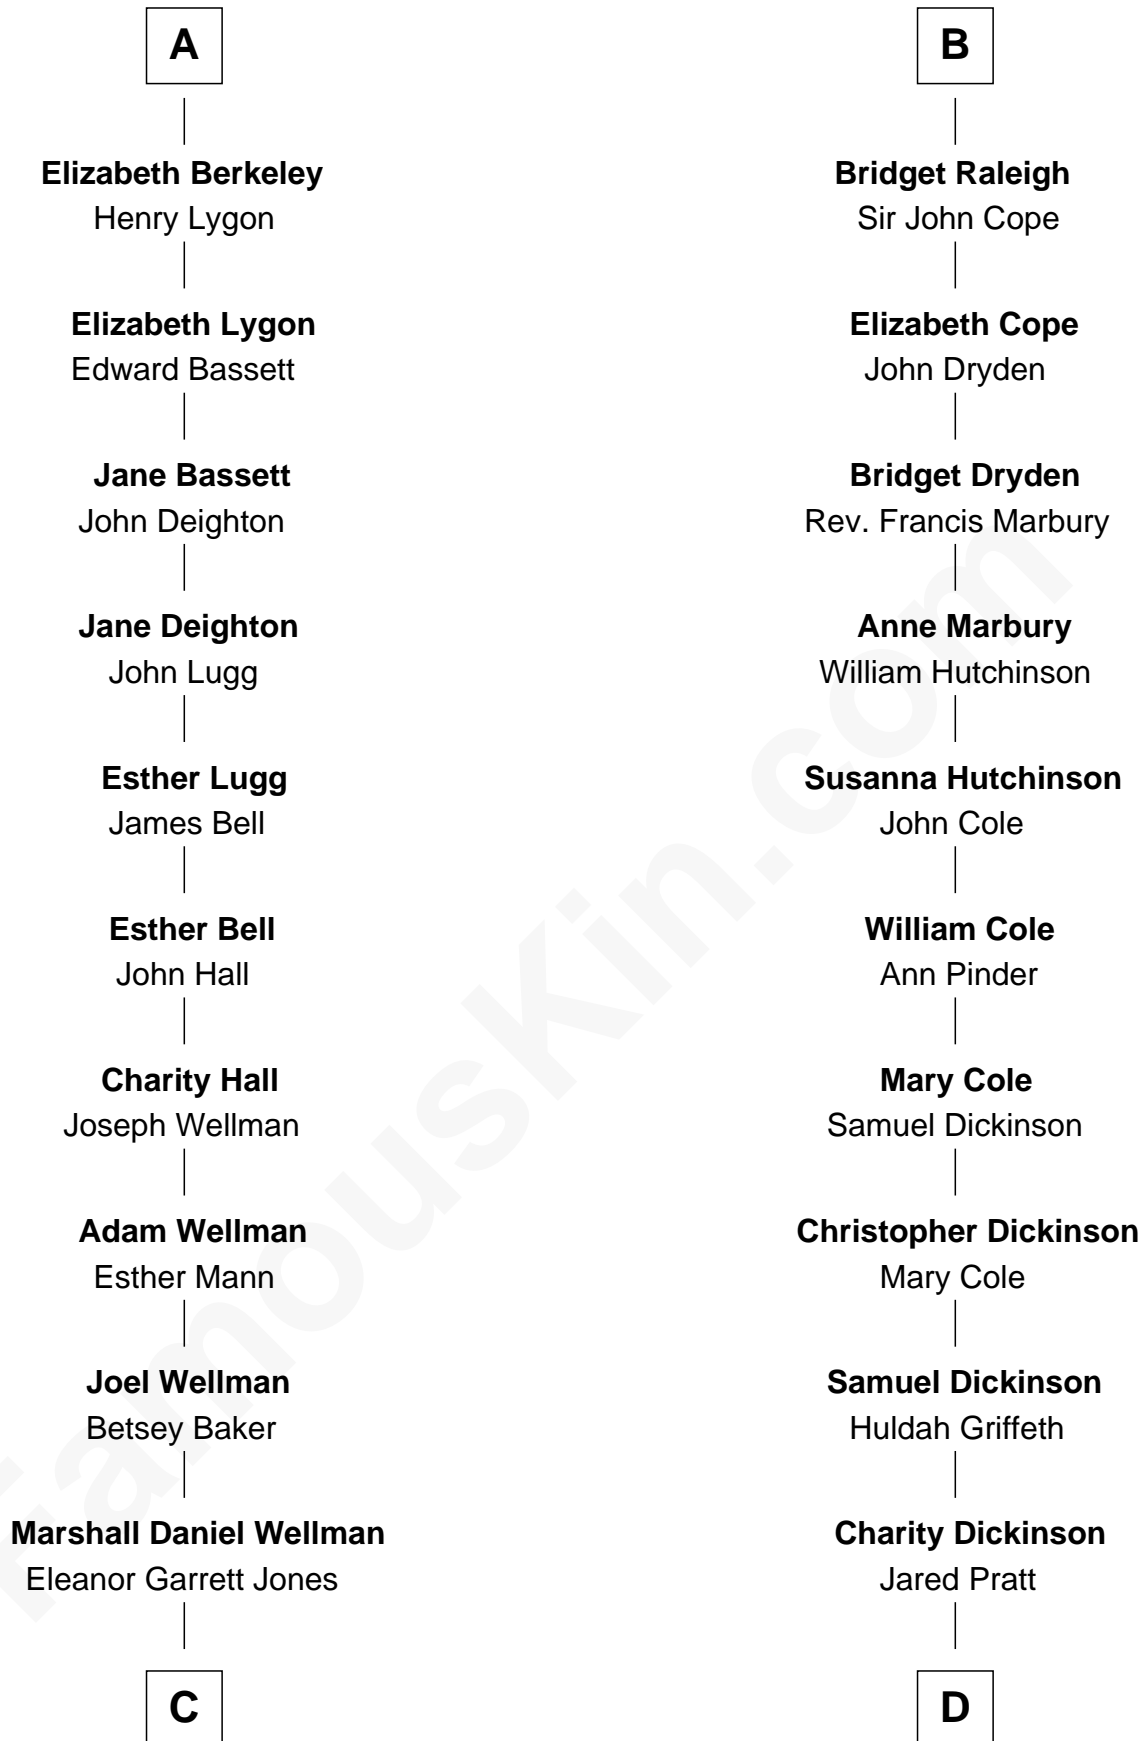 A
Elizabeth Berkeley
Henry Lygon
Elizabeth Lygon
Edward Bassett
Jane Bassett
John Deighton
Jane Deighton
John Lugg
Esther Lugg
James Bell
Esther Bell
John Hall
Charity Hall
Joseph Wellman
Adam Wellman
Esther Mann
Joel Wellman
Betsey Baker
Marshall Daniel Wellman
Eleanor Garrett Jones
C
B
Bridget Raleigh
Sir John Cope
Elizabeth Cope
John Dryden
Bridget Dryden
Rev. Francis Marbury
Anne Marbury
William Hutchinson
Susanna Hutchinson
John Cole
William Cole
Ann Pinder
Mary Cole
Samuel Dickinson
Christopher Dickinson
Mary Cole
Samuel Dickinson
Huldah Griffeth
Charity Dickinson
Jared Pratt
D
FamousKin.com